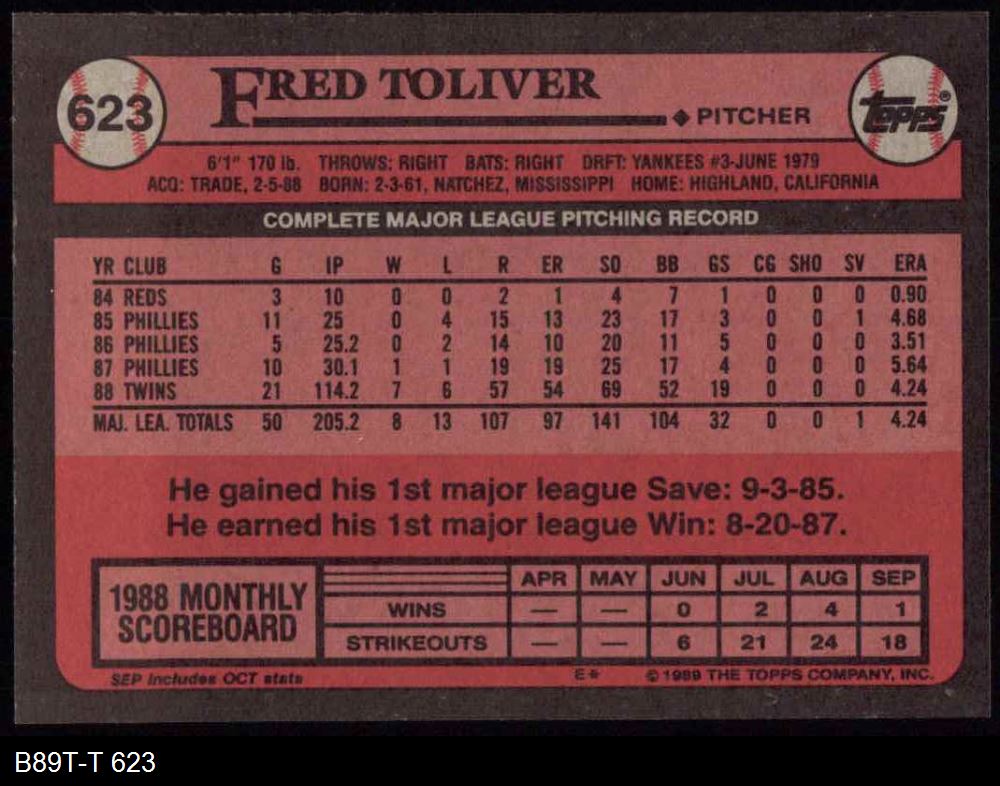 623
FRED TOLIVER
◆ PITCHER
TOPPS®
6'1" 170 lb. THROWS: RIGHT BATS: RIGHT DRFT: YANKEES #3-JUNE 1979
ACQ: TRADE, 2-5-88 BORN: 2-3-61, NATCHEZ, MISSISSIPPI HOME: HIGHLAND, CALIFORNIA
COMPLETE MAJOR LEAGUE PITCHING RECORD
YR CLUB G IP W L R ER SO BB GS CG SHO SV ERA
84 REDS 3 10 0 0 2 1 4 7 1 0 0 0 0.90
85 PHILLIES 11 25 0 4 15 13 23 17 3 0 0 1 4.68
86 PHILLIES 5 25.2 0 2 14 10 20 11 5 0 0 0 3.51
87 PHILLIES 10 30.1 1 1 19 19 25 17 4 0 0 0 5.64
88 TWINS 21 114.2 7 6 57 54 69 52 19 0 0 0 4.24
MAJ. LEA. TOTALS 50 205.2 8 13 107 97 141 104 32 0 0 1 4.24
He gained his 1st major league Save: 9-3-85.
He earned his 1st major league Win: 8-20-87.
1988 MONTHLY
SCOREBOARD
APR MAY JUN JUL AUG SEP
WINS — — 0 2 4 1
STRIKEOUTS — — 6 21 24 18
SEP Includes OCT stats
E* © 1989 THE TOPPS COMPANY, INC.
B89T-T 623